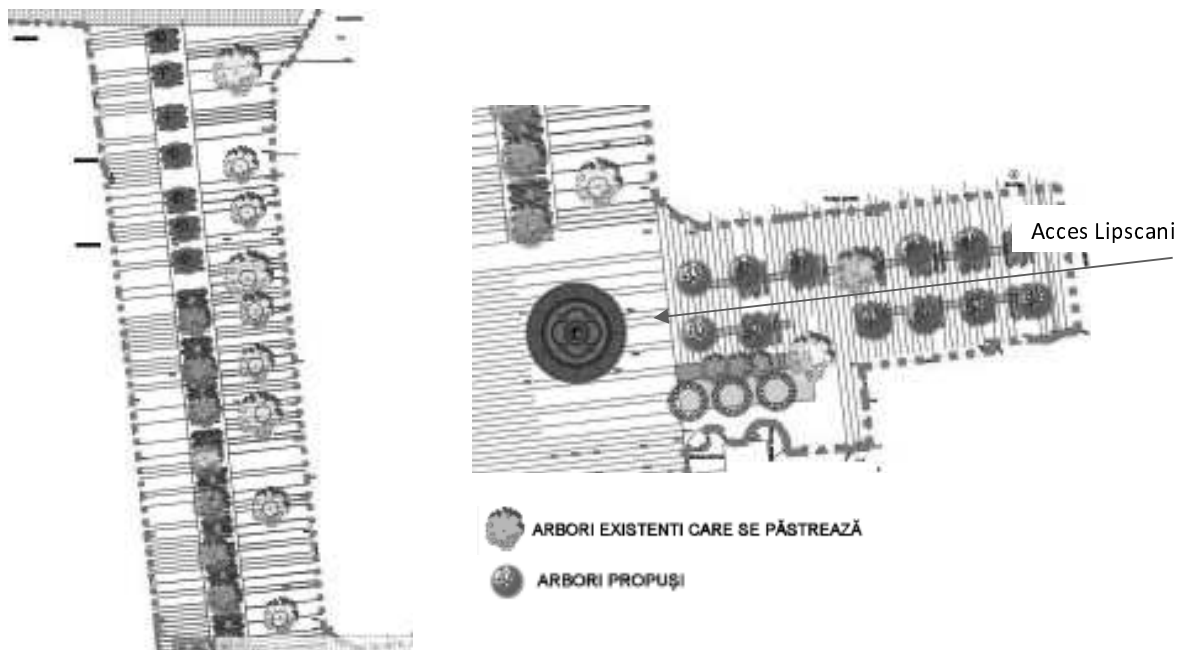 Acces Lipscani
ARBORI EXISTENTI CARE SE PĂSTREAZĂ
ARBORI PROPUȘI